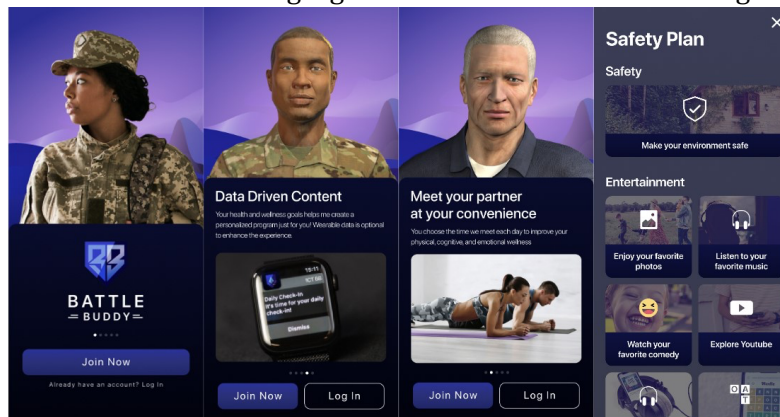 BATTLE
BUDDY
Join Now
Already have an account? Log In
Data Driven Content
Your health and wellness goals helps me create a
personalized program just for you! Wearable data is optional
to enhance the experience.
10:11
Daily Check-In
It's time for your daily
check-in!
Dismiss
Join Now
Log In
Meet your partner
at your convenience
You choose the time we meet each day to improve your
physical, cognitive, and emotional wellness
Join Now
Log In
Safety Plan
Safety
Make your environment safe
Entertainment
Enjoy your favorite
photos
Listen to your
favorite music
Watch your
favorite comedy
Explore Youtube
O A
T